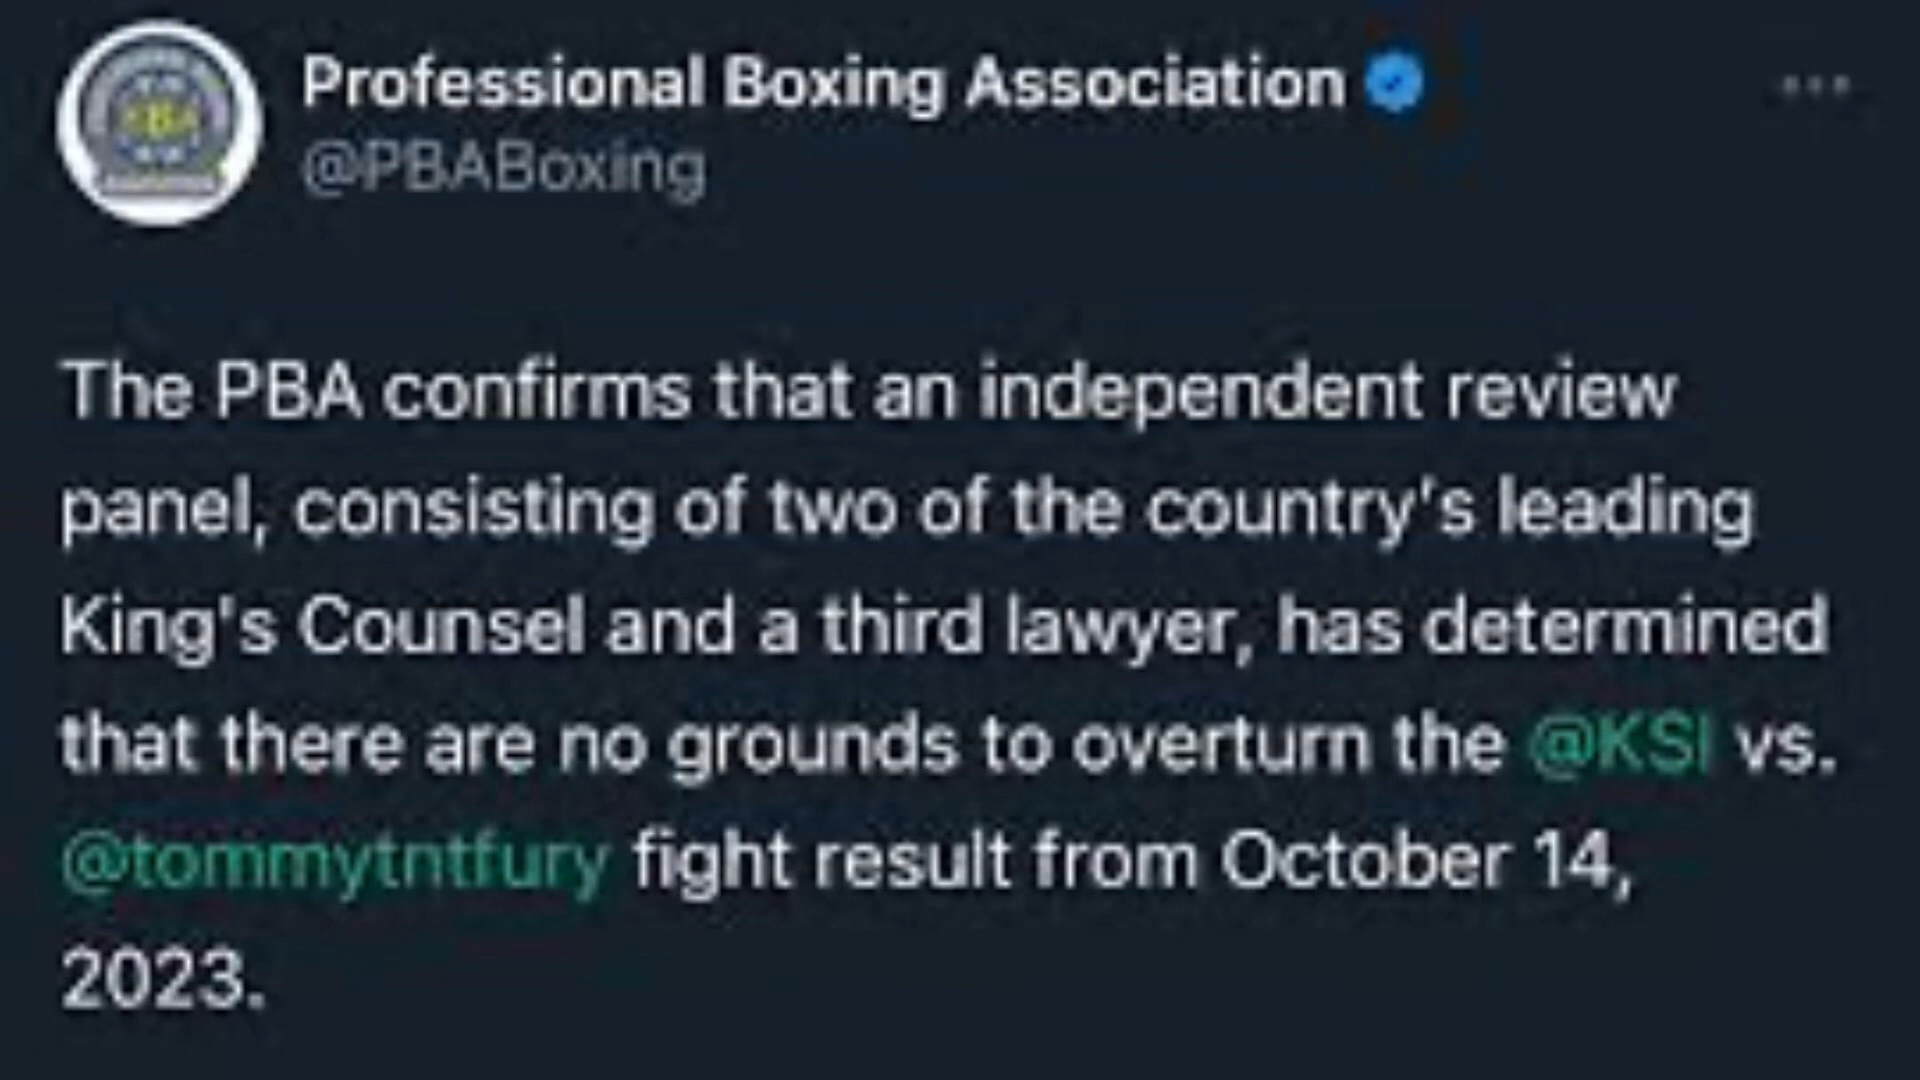 Professional Boxing Association
@PBABoxing
The PBA confirms that an independent review
panel, consisting of two of the country's leading
King's Counsel and a third lawyer, has determined
that there are no grounds to overturn the @KSI vs.
@tommytntfury fight result from October 14,
2023.